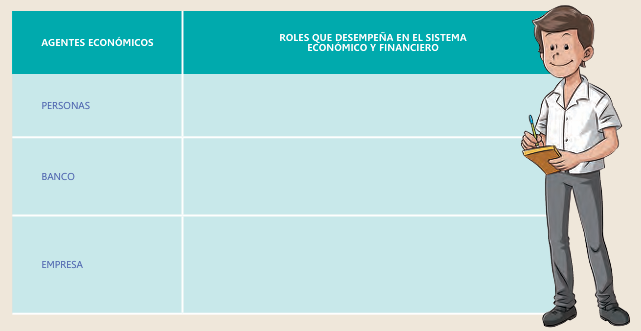 AGENTES ECONÓMICOS
ROLES QUE DESEMPEÑA EN EL SISTEMA
ECONÓMICO Y FINANCIERO
PERSONAS
BANCO
EMPRESA